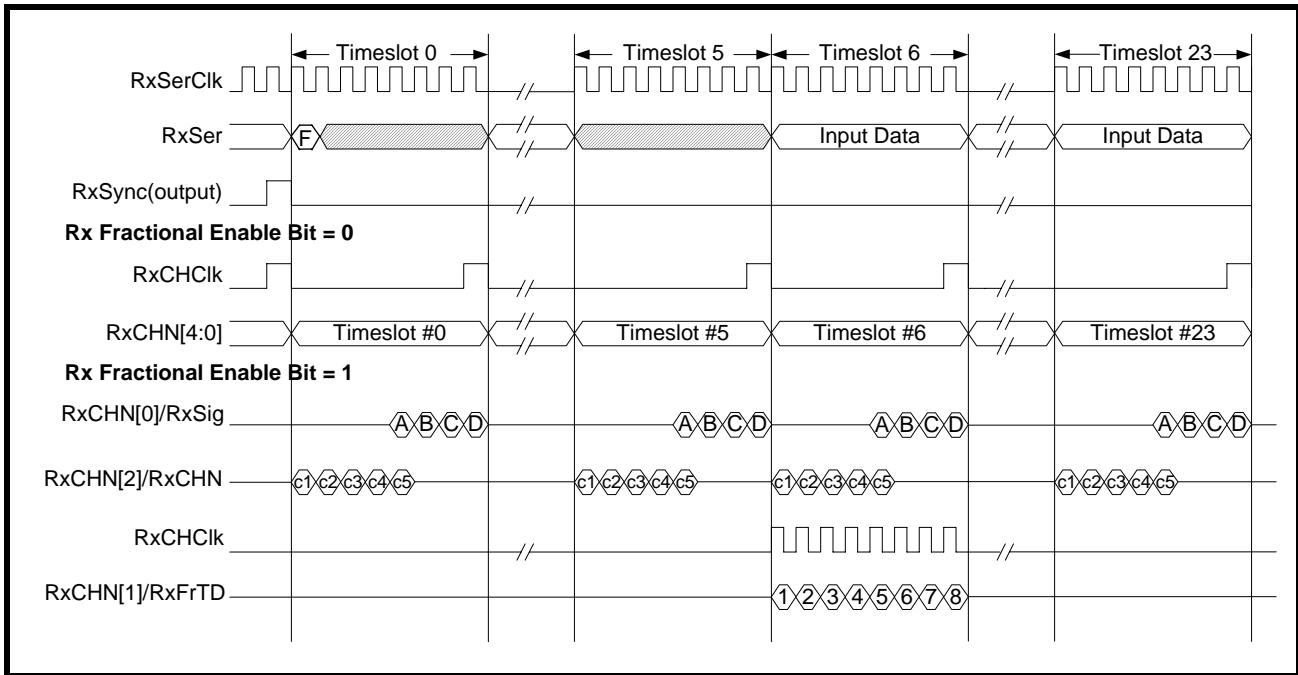 Timeslot 0 Timeslot 5 Timeslot 6 Timeslot 23
RxSerClk
RxSer F Input Data Input Data
RxSync(output)
Rx Fractional Enable Bit = 0
RxCHClk
RxCHN[4:0] Timeslot #0 Timeslot #5 Timeslot #6 Timeslot #23
Rx Fractional Enable Bit = 1
RxCHN[0]/RxSig A B C D A B C D A B C D A B C D
RxCHN[2]/RxCHN c1 c2 c3 c4 c5 c1 c2 c3 c4 c5 c1 c2 c3 c4 c5 c1 c2 c3 c4 c5
RxCHClk
RxCHN[1]/RxFrTD 1 2 3 4 5 6 7 8